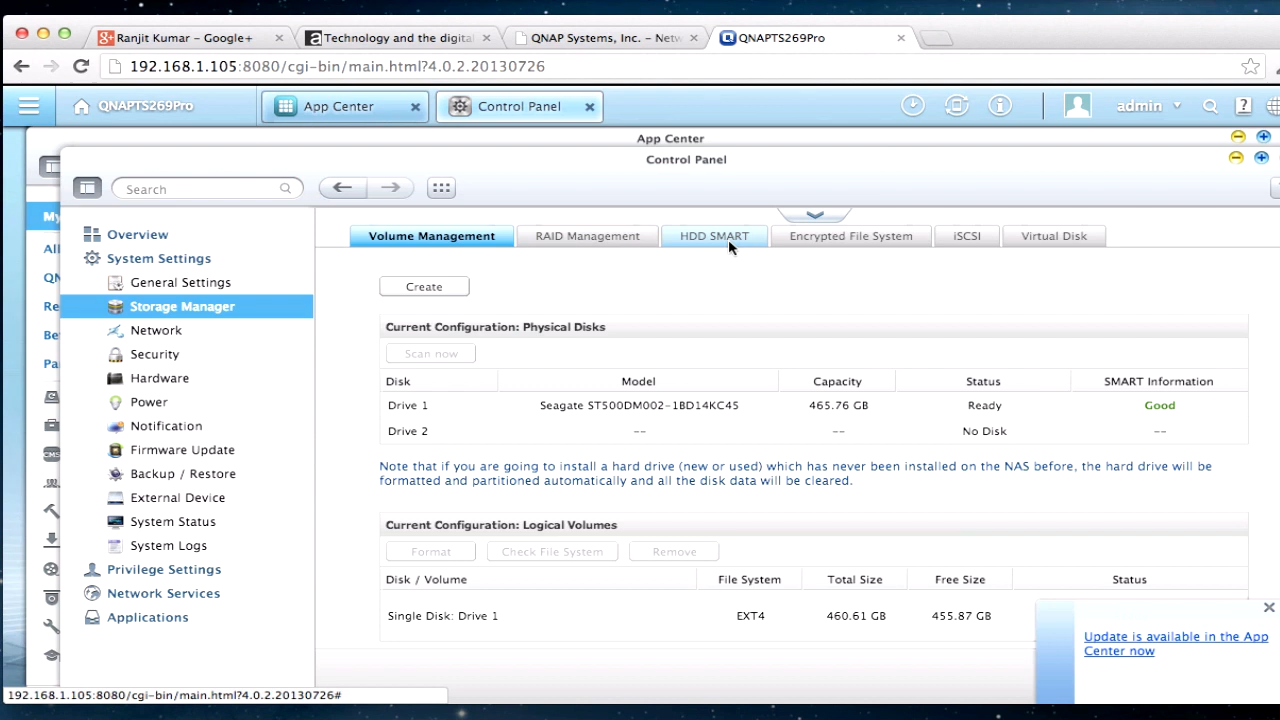 Ranjit Kumar - Google+
Technology and the digita
QNAP Systems, Inc. - Netw
QNAPTS269Pro
192.168.1.105:8080/cgi-bin/main.html?4.0.2.20130726
QNAPTS269Pro
App Center
Control Panel
admin
?
App Center
Control Panel
Search
My
All
QN
Re
Be
Pa
Overview
System Settings
General Settings
Storage Manager
Network
Security
Hardware
Power
Notification
Firmware Update
Backup / Restore
External Device
System Status
System Logs
Privilege Settings
Network Services
Applications
Volume Management
RAID Management
HDD SMART
Encrypted File System
iSCSI
Virtual Disk
Create
Current Configuration: Physical Disks
Scan now
Disk Model Capacity Status SMART Information
Drive 1 Seagate ST500DM002-1BD14KC45 465.76 GB Ready Good
Drive 2 -- -- No Disk --
Note that if you are going to install a hard drive (new or used) which has never been installed on the NAS before, the hard drive will be
formatted and partitioned automatically and all the disk data will be cleared.
Current Configuration: Logical Volumes
Format Check File System Remove
Disk / Volume File System Total Size Free Size Status
Single Disk: Drive 1 EXT4 460.61 GB 455.87 GB
Update is available in the App
Center now
192.168.1.105:8080/cgi-bin/main.html?4.0.2.20130726#